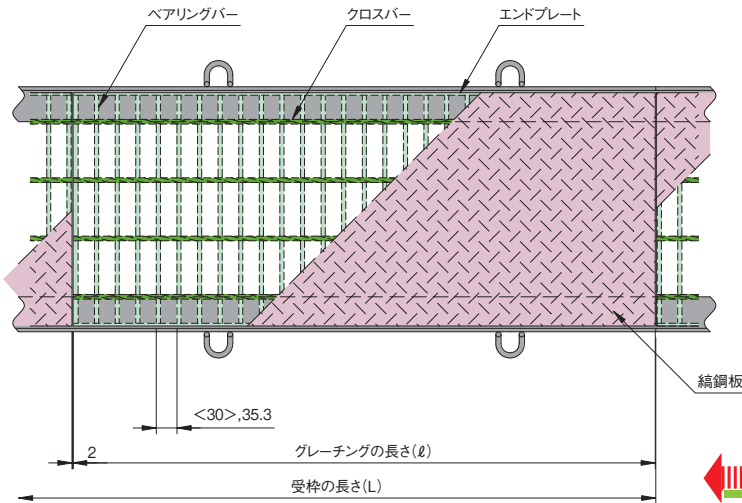 ベアリングバー
クロスバー
エンドプレート
縞鋼板
<30>,35.3
2
グレーチングの長さ(ℓ)
受枠の長さ(L)